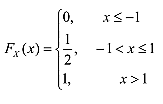 F_X(x) = { 0, x ≤ -1
1/2, -1 < x ≤ 1
1, x > 1